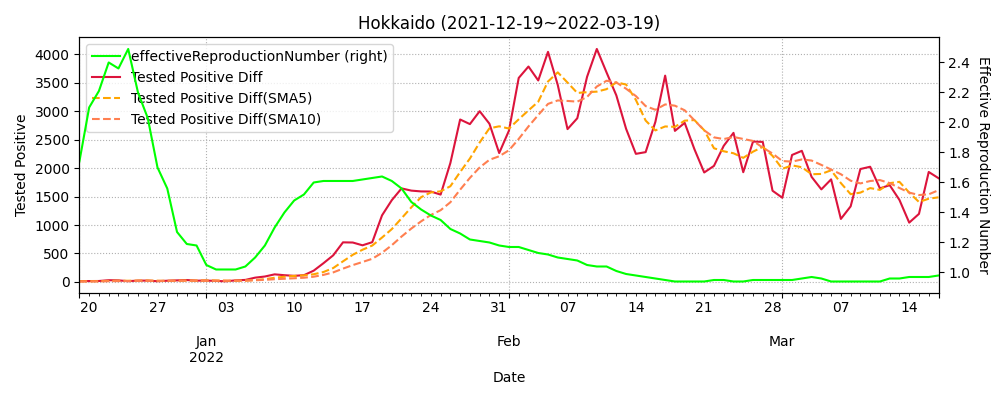 Hokkaido (2021-12-19~2022-03-19)
effectiveReproductionNumber (right)
Tested Positive Diff
Tested Positive Diff(SMA5)
Tested Positive Diff(SMA10)
Tested Positive
4000
3500
3000
2500
2000
1500
1000
500
0
Effective Reproduction Number
2.4
2.2
2.0
1.8
1.6
1.4
1.2
1.0
20 27 03 10 17 24 31 07 14 21 28 07 14
Jan Feb Mar
2022
Date